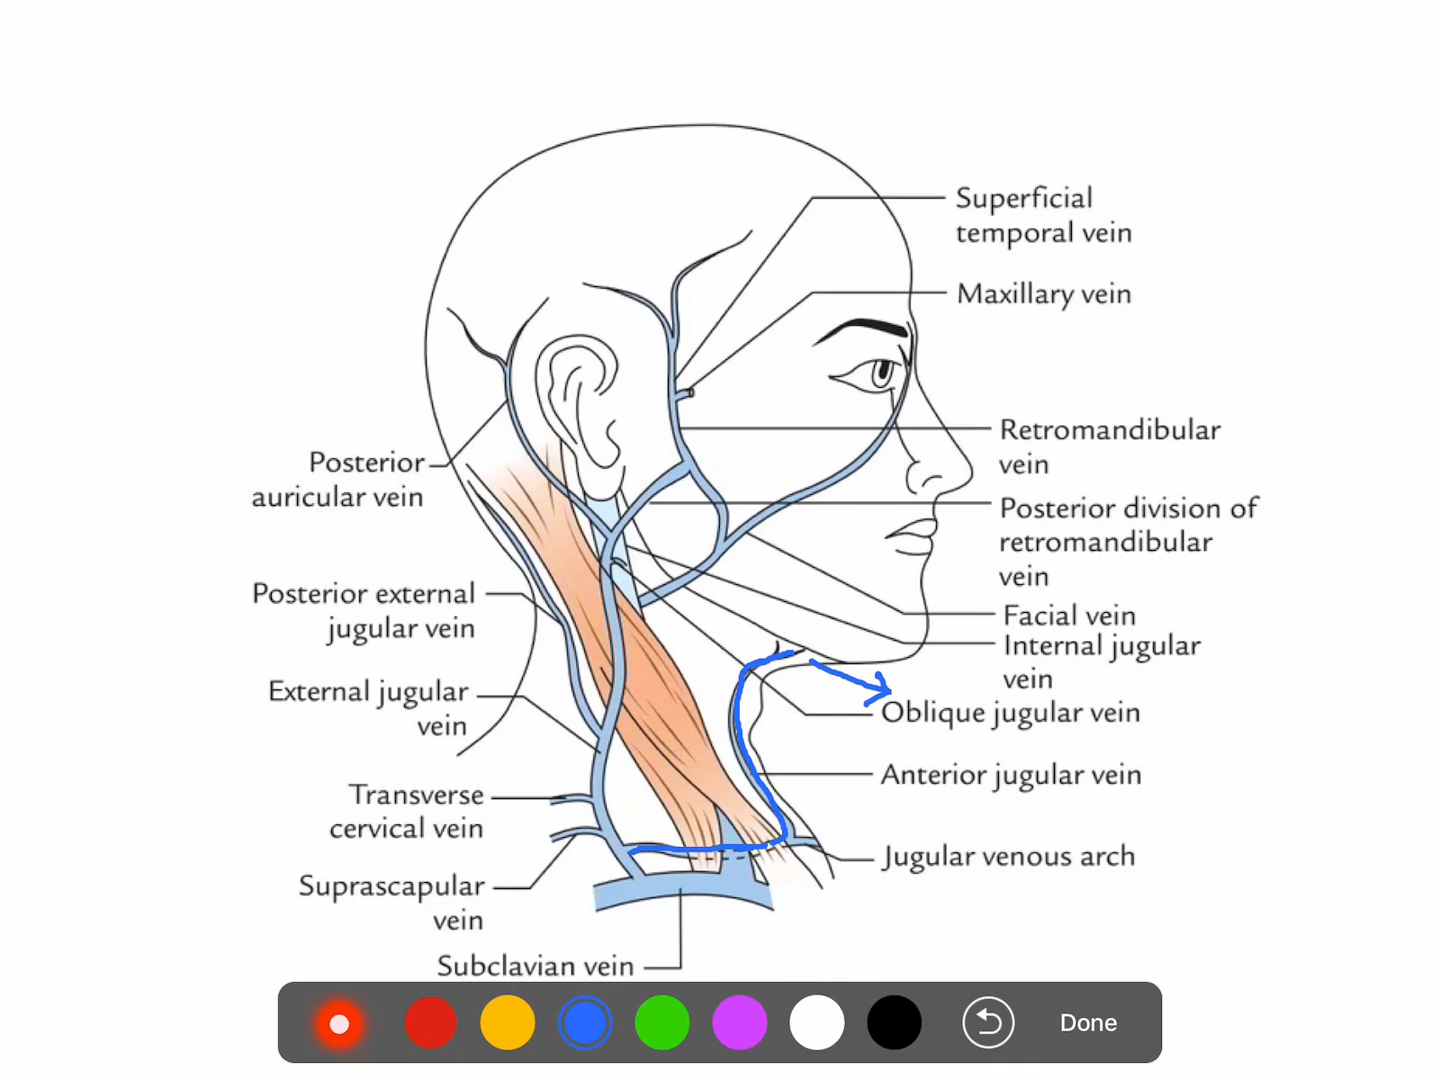 Superficial
temporal vein
Maxillary vein
Retromandibular
vein
Posterior
auricular vein
Posterior division of
retromandibular
vein
Posterior external
jugular vein
Facial vein
Internal jugular
vein
External jugular
vein
Oblique jugular vein
Anterior jugular vein
Transverse
cervical vein
Jugular venous arch
Suprascapular
vein
Subclavian vein
Done